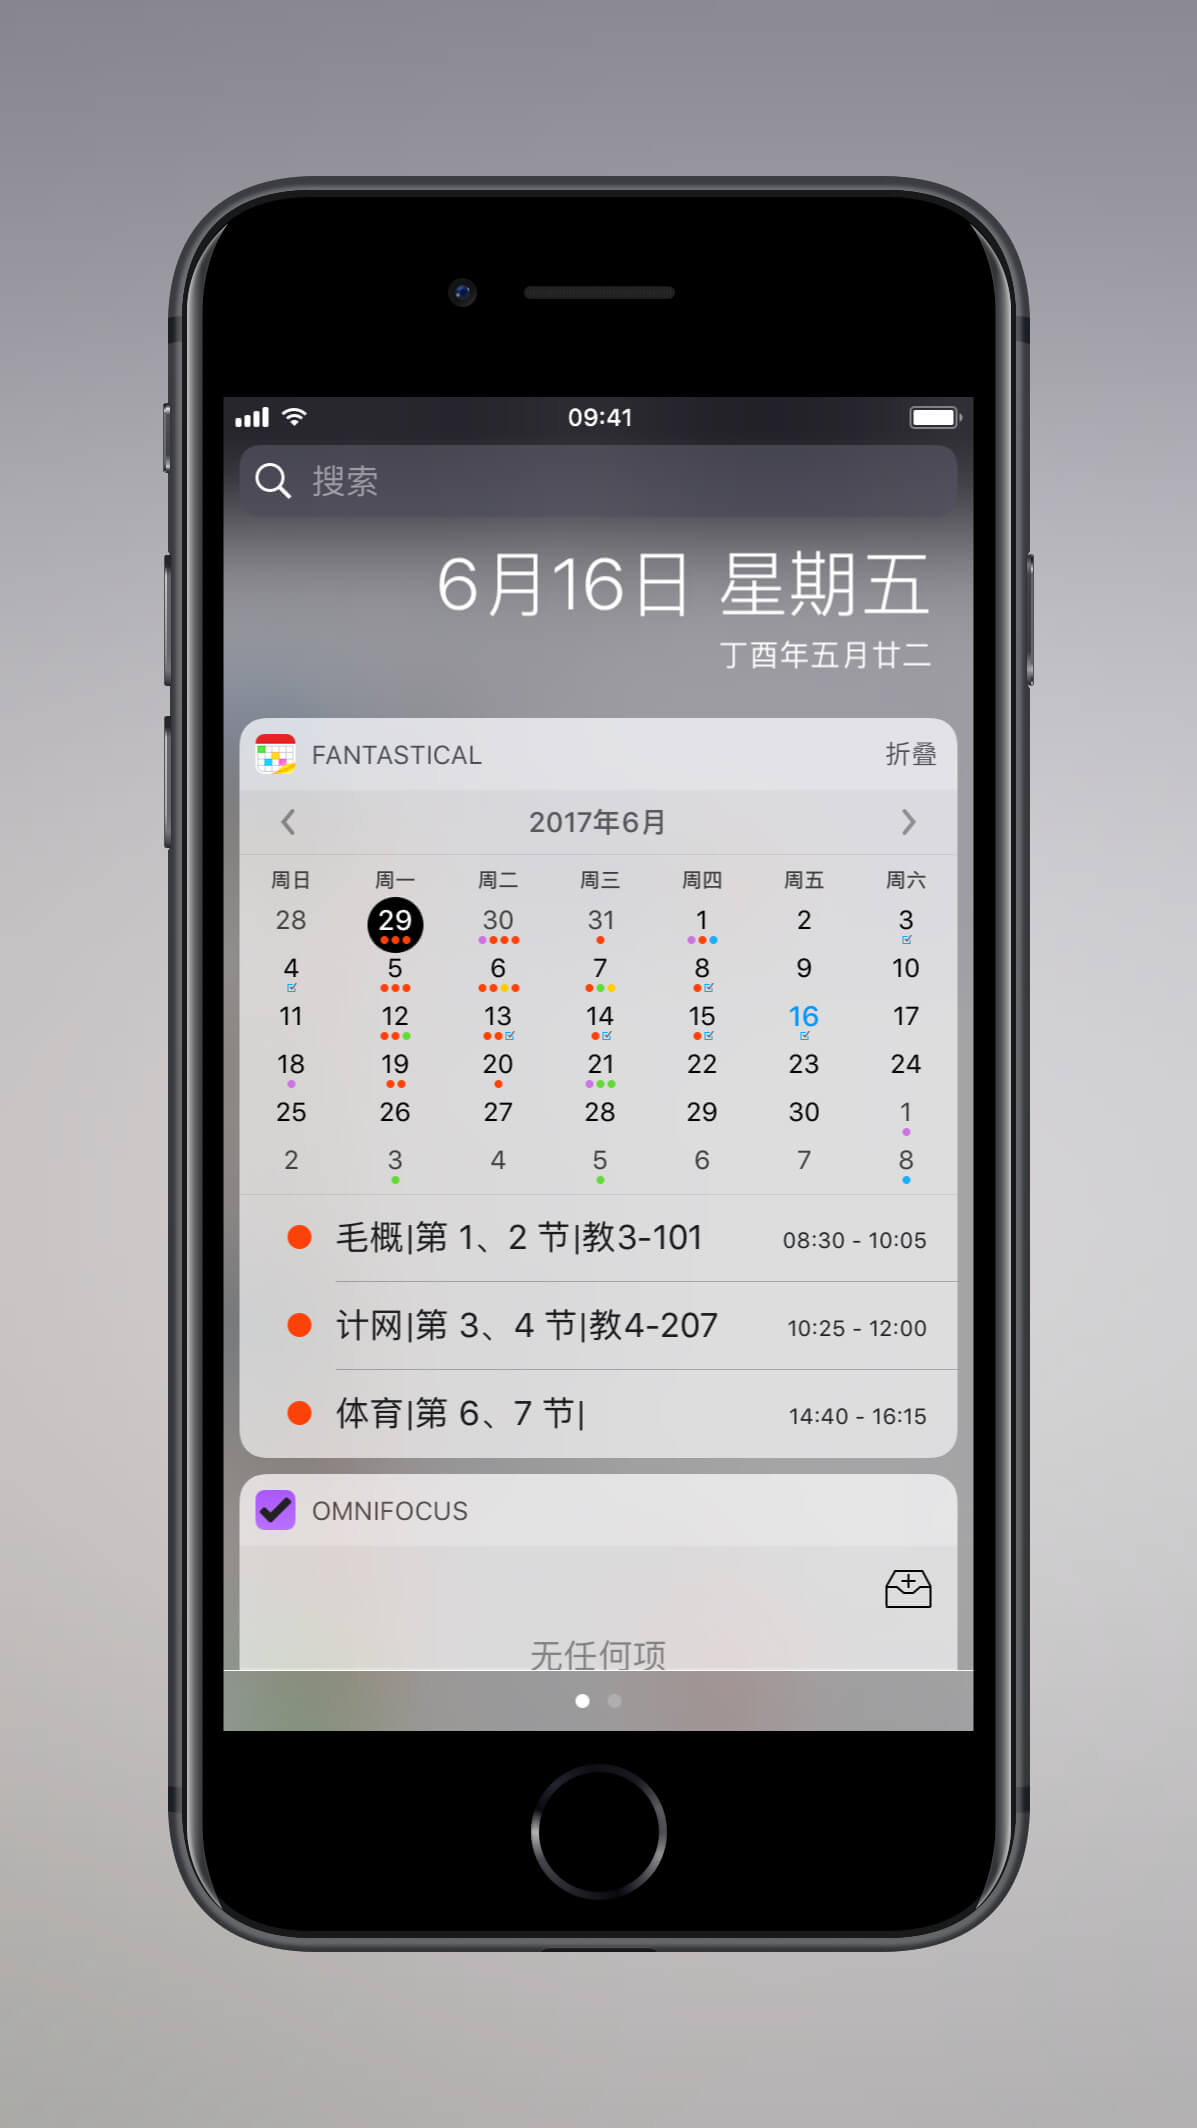 09:41
搜索
6月16日 星期五
丁酉年五月廿二
FANTASTICAL 折叠
2017年6月
周日 周一 周二 周三 周四 周五 周六
28 29 30 31 1 2 3
4 5 6 7 8 9 10
11 12 13 14 15 16 17
18 19 20 21 22 23 24
25 26 27 28 29 30 1
2 3 4 5 6 7 8
毛概|第 1、2 节|教3-101 08:30 - 10:05
计网|第 3、4 节|教4-207 10:25 - 12:00
体育|第 6、7 节| 14:40 - 16:15
OMNIFOCUS
无任何项